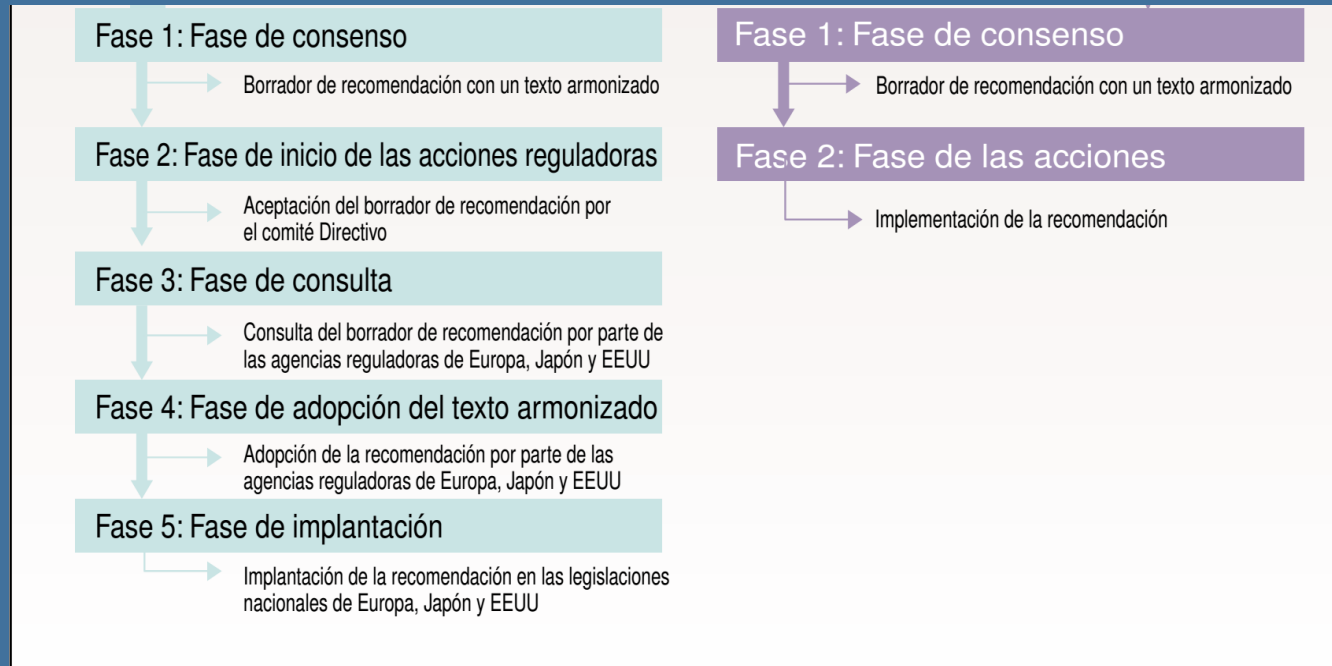 Fase 1: Fase de consenso
Borrador de recomendación con un texto armonizado
Fase 2: Fase de inicio de las acciones reguladoras
Aceptación del borrador de recomendación por
el comité Directivo
Fase 3: Fase de consulta
Consulta del borrador de recomendación por parte de
las agencias reguladoras de Europa, Japón y EEUU
Fase 4: Fase de adopción del texto armonizado
Adopción de la recomendación por parte de las
agencias reguladoras de Europa, Japón y EEUU
Fase 5: Fase de implantación
Implantación de la recomendación en las legislaciones
nacionales de Europa, Japón y EEUU
Fase 1: Fase de consenso
Borrador de recomendación con un texto armonizado
Fase 2: Fase de las acciones
Implementación de la recomendación